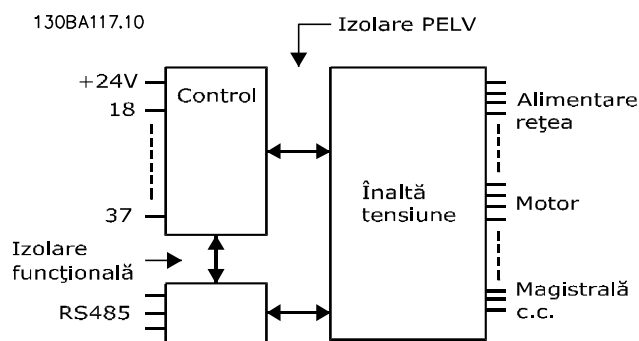 130BA117.10
Izolare PELV
+24V
18
Control
37
Izolare
funcţională
RS485
Înaltă
tensiune
Alimentare
reţea
Motor
Magistrală
c.c.